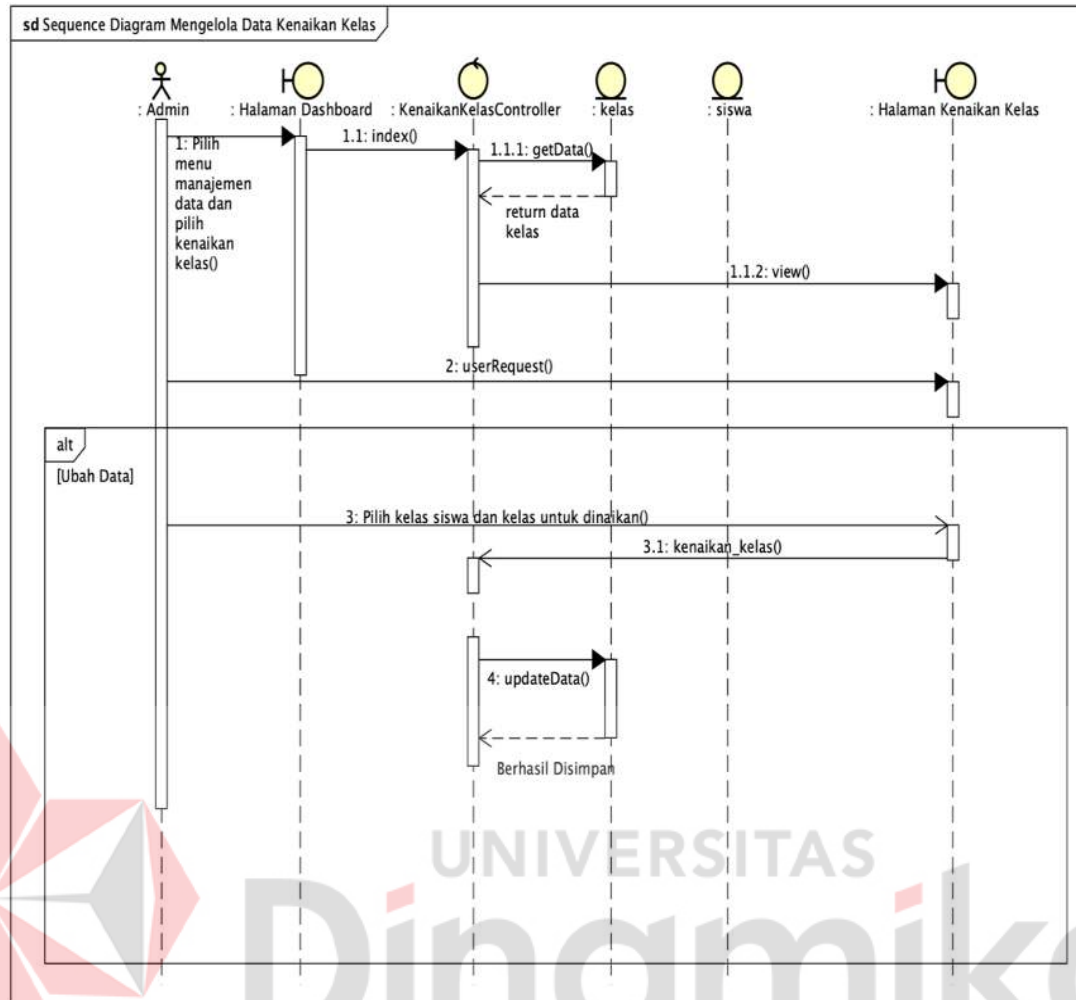 sd Sequence Diagram Mengelola Data Kenaikan Kelas
: Admin
: Halaman Dashboard
: KenaikanKelasController
: kelas
: siswa
: Halaman Kenaikan Kelas
1: Pilih
menu
manajemen
data dan
pilih
kenaikan
kelas()
1.1: index()
1.1.1: getData()
return data
kelas
1.1.2: view()
2: userRequest()
alt
[Ubah Data]
3: Pilih kelas siswa dan kelas untuk dinaikan()
3.1: kenaikan_kelas()
4: updateData()
Berhasil Disimpan
UNIVERSITAS
Dinamika